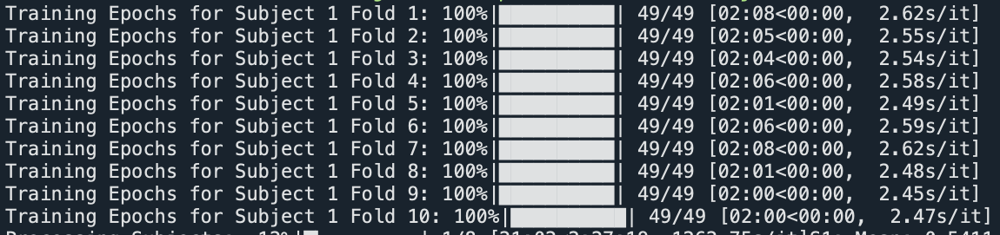 Training Epochs for Subject 1 Fold 1: 100%|██████████| 49/49 [02:08<00:00,  2.62s/it]
Training Epochs for Subject 1 Fold 2: 100%|██████████| 49/49 [02:05<00:00,  2.55s/it]
Training Epochs for Subject 1 Fold 3: 100%|██████████| 49/49 [02:04<00:00,  2.54s/it]
Training Epochs for Subject 1 Fold 4: 100%|██████████| 49/49 [02:06<00:00,  2.58s/it]
Training Epochs for Subject 1 Fold 5: 100%|██████████| 49/49 [02:01<00:00,  2.49s/it]
Training Epochs for Subject 1 Fold 6: 100%|██████████| 49/49 [02:06<00:00,  2.59s/it]
Training Epochs for Subject 1 Fold 7: 100%|██████████| 49/49 [02:08<00:00,  2.62s/it]
Training Epochs for Subject 1 Fold 8: 100%|██████████| 49/49 [02:01<00:00,  2.48s/it]
Training Epochs for Subject 1 Fold 9: 100%|██████████| 49/49 [02:00<00:00,  2.45s/it]
Training Epochs for Subject 1 Fold 10: 100%|██████████| 49/49 [02:00<00:00,  2.47s/it]